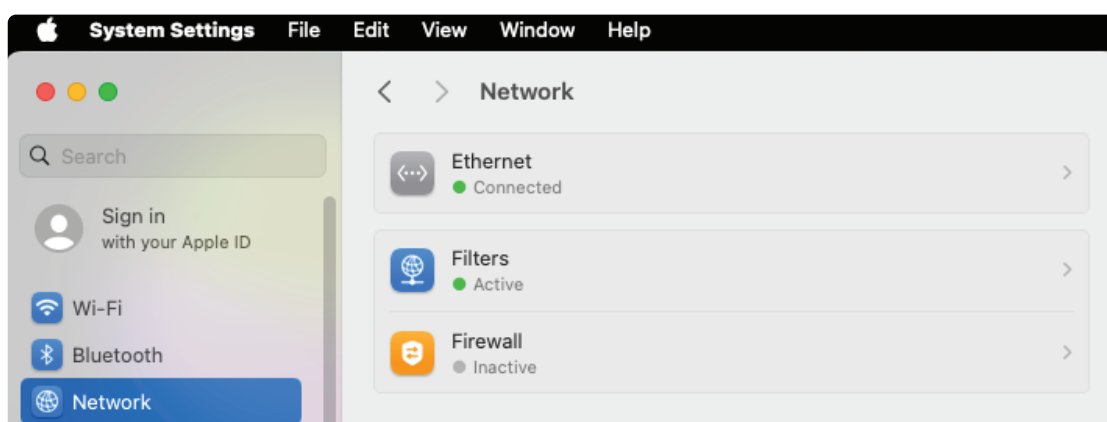 System Settings File Edit View Window Help
Network
Search
Sign in
with your Apple ID
Wi-Fi
Bluetooth
Network
Ethernet
Connected
Filters
Active
Firewall
Inactive